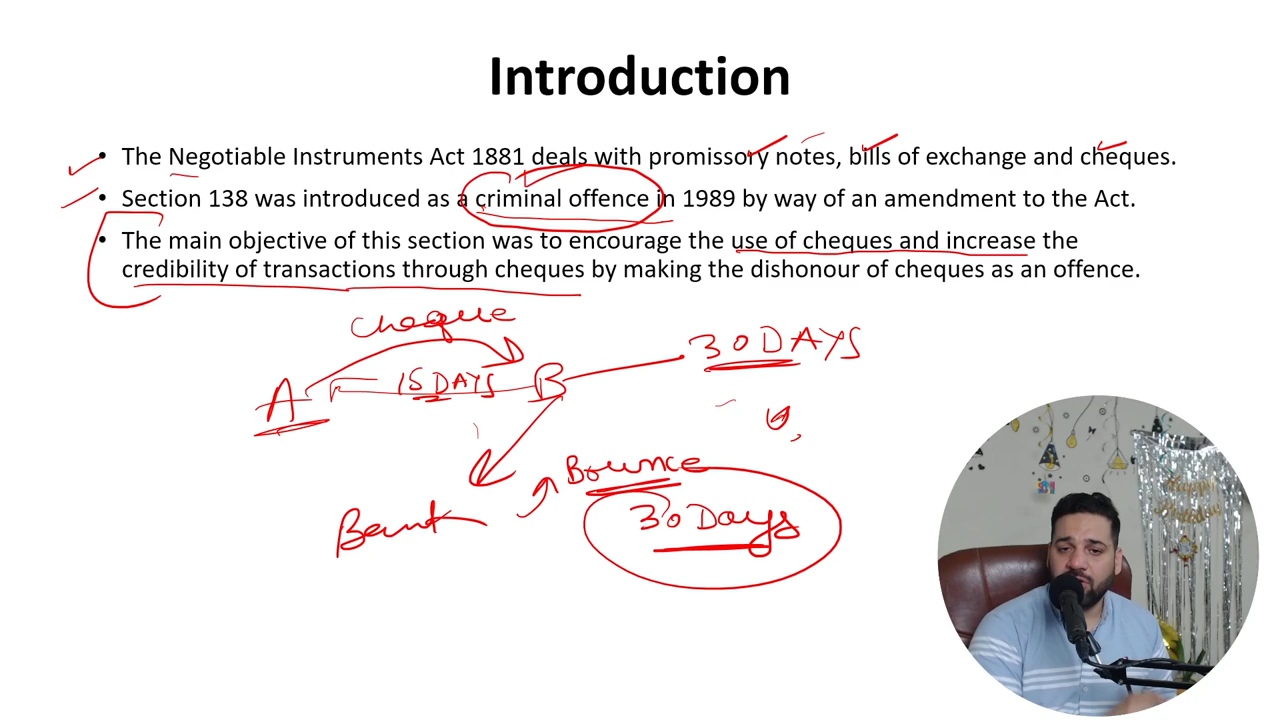 Introduction
• The Negotiable Instruments Act 1881 deals with promissory notes, bills of exchange and cheques.
• Section 138 was introduced as a criminal offence in 1989 by way of an amendment to the Act.
• The main objective of this section was to encourage the use of cheques and increase the
credibility of transactions through cheques by making the dishonour of cheques as an offence.
Cheque
30 DAYS
A 15 DAYS B
Bounce
Bank 30 Days
Happy